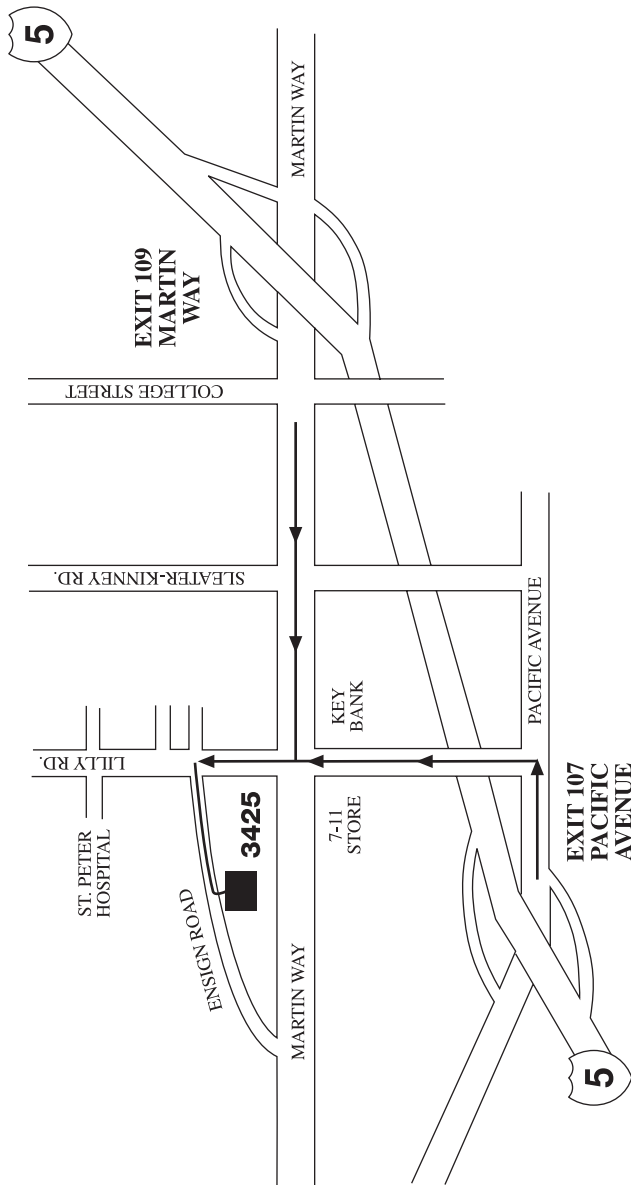 5
MARTIN WAY
EXIT 109
MARTIN
WAY
COLLEGE STREET
SLEATER-KINNEY RD.
KEY
BANK
PACIFIC AVENUE
LILLY RD.
ST. PETER
HOSPITAL
3425
7-11
STORE
EXIT 107
PACIFIC
AVENUE
ENSIGN ROAD
MARTIN WAY
5